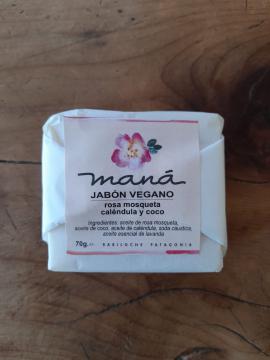 maná
JABÓN VEGANO
rosa mosqueta
caléndula y coco
Ingredientes: aceite de rosa mosqueta,
aceite de coco, aceite de caléndula, soda cáustica,
aceite esencial de lavanda
70g.
BARILOCHE PATAGONIA